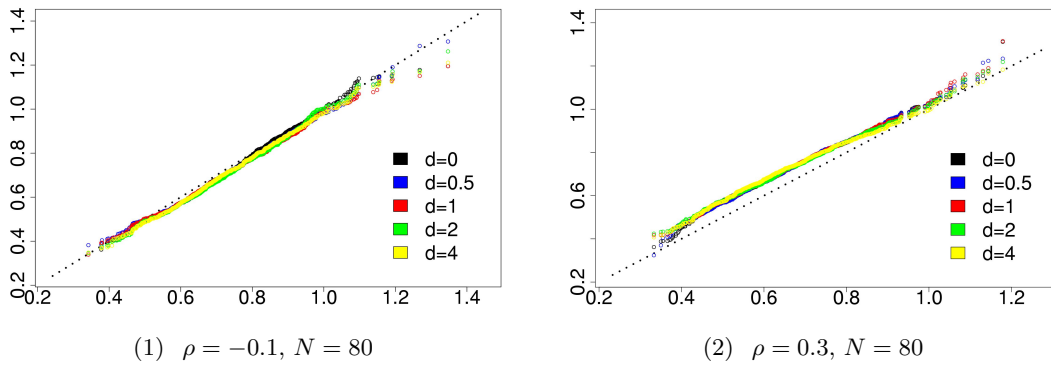 1.4
1.2
1.0
0.8
0.6
0.4
0.2
0.2 0.4 0.6 0.8 1.0 1.2 1.4
d=0
d=0.5
d=1
d=2
d=4
(1) ρ = −0.1, N = 80
1.4
1.0
0.6
0.2
0.2 0.4 0.6 0.8 1.0 1.2
d=0
d=0.5
d=1
d=2
d=4
(2) ρ = 0.3, N = 80